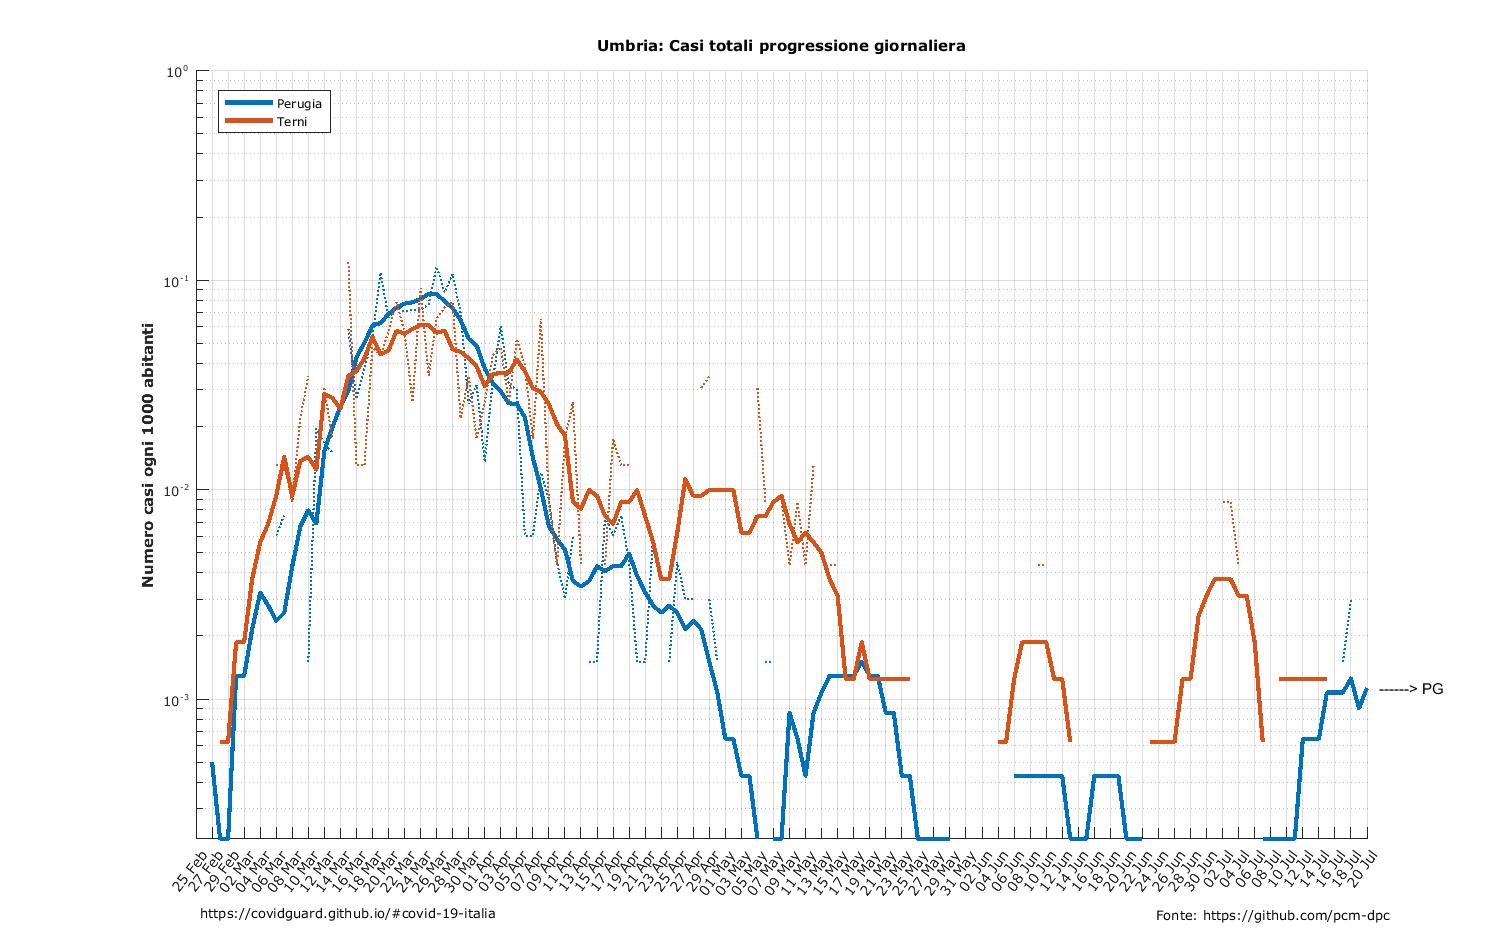 Umbria: Casi totali progressione giornaliera
10⁰
Perugia
Terni
10⁻¹
10⁻²
10⁻³
Numero casi ogni 1000 abitanti
------> PG
25 Feb
27 Feb
29 Feb
02 Mar
04 Mar
06 Mar
08 Mar
10 Mar
12 Mar
14 Mar
16 Mar
18 Mar
20 Mar
22 Mar
24 Mar
26 Mar
28 Mar
30 Mar
01 Apr
03 Apr
05 Apr
07 Apr
09 Apr
11 Apr
13 Apr
15 Apr
17 Apr
19 Apr
21 Apr
23 Apr
25 Apr
27 Apr
29 Apr
01 May
03 May
05 May
07 May
09 May
11 May
13 May
15 May
17 May
19 May
21 May
23 May
25 May
27 May
29 May
31 May
02 Jun
04 Jun
06 Jun
08 Jun
10 Jun
12 Jun
14 Jun
16 Jun
18 Jun
20 Jun
22 Jun
24 Jun
26 Jun
28 Jun
30 Jun
02 Jul
04 Jul
06 Jul
08 Jul
10 Jul
12 Jul
14 Jul
16 Jul
18 Jul
20 Jul
https://covidguard.github.io/#covid-19-italia
Fonte: https://github.com/pcm-dpc